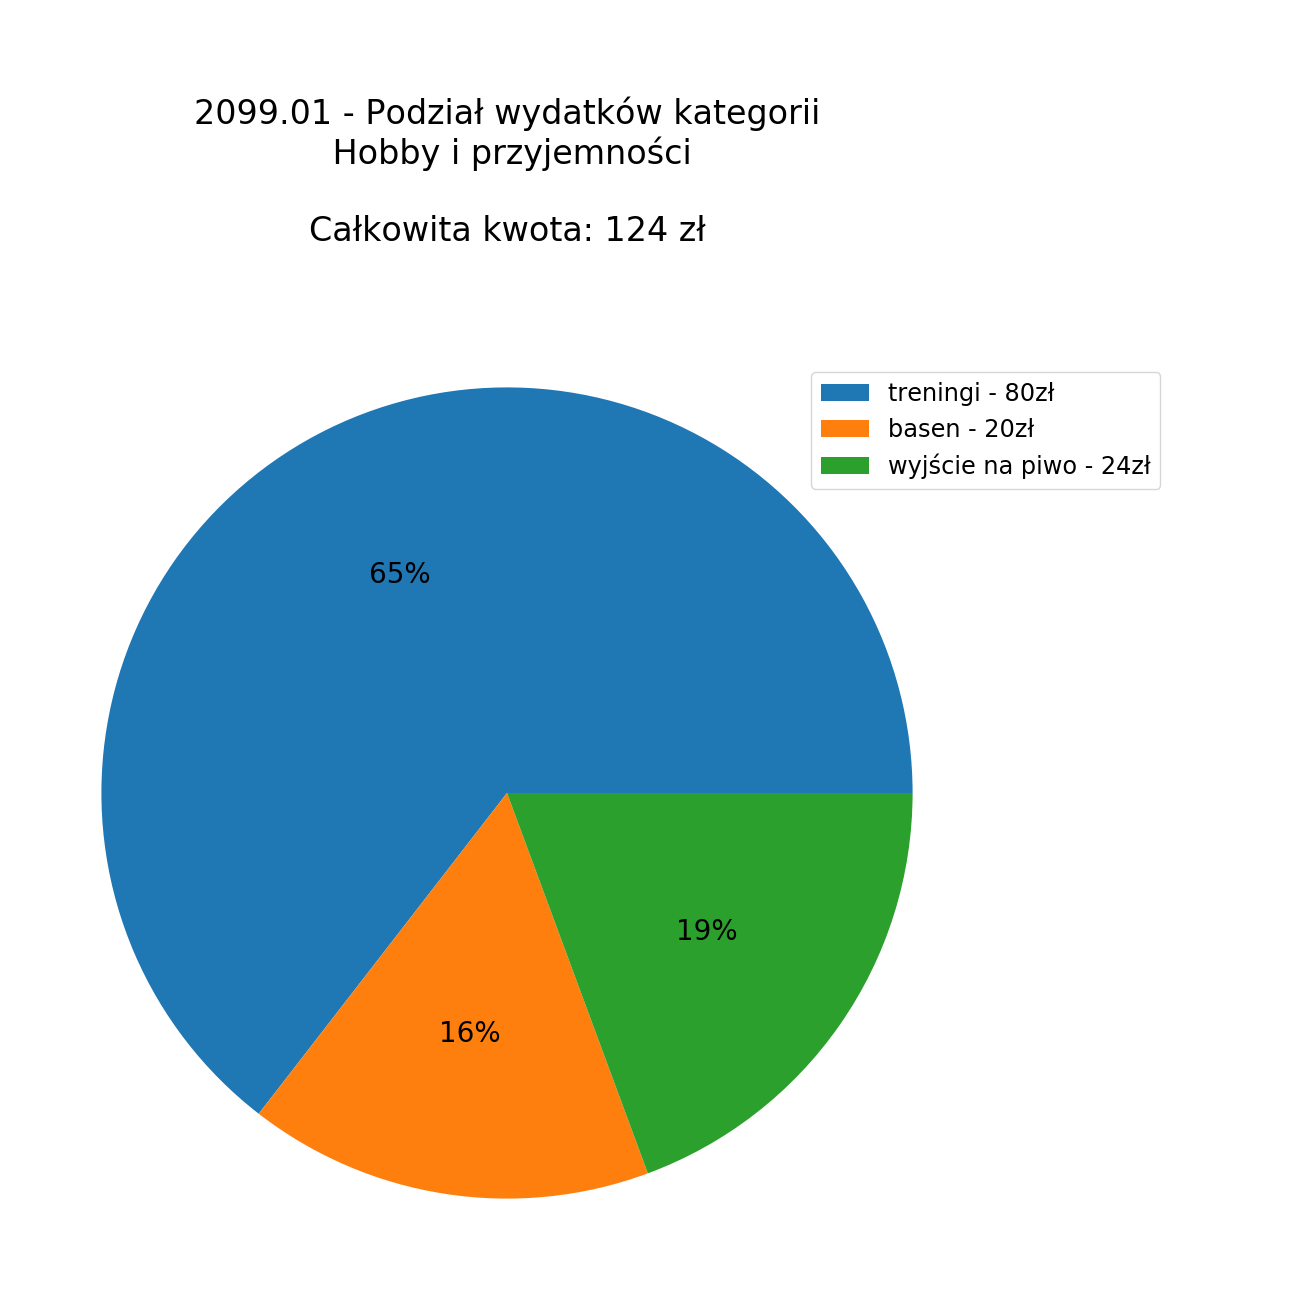 2099.01 - Podział wydatków kategorii
Hobby i przyjemności
Całkowita kwota: 124 zł
treningi - 80zł
basen - 20zł
wyjście na piwo - 24zł
65%
19%
16%